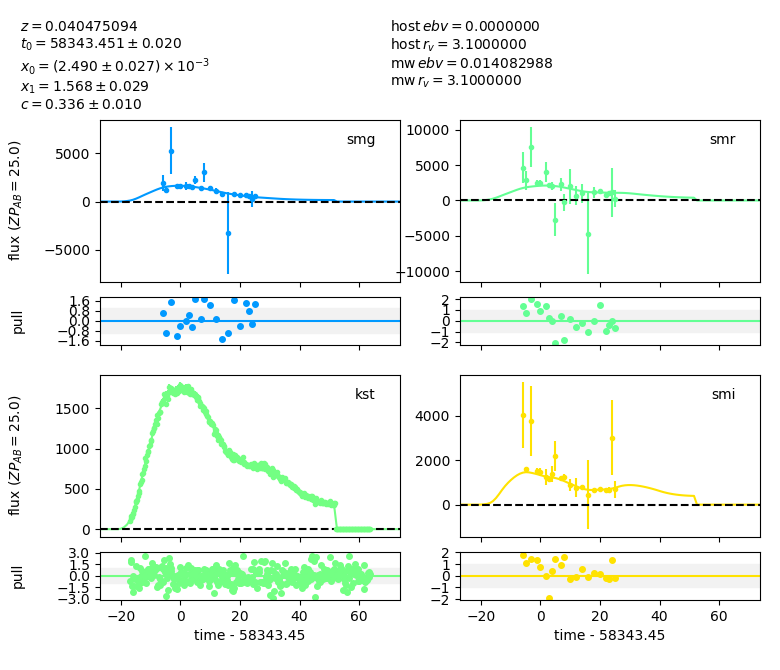 z = 0.040475094
t₀ = 58343.451 ± 0.020
x₀ = (2.490 ± 0.027) × 10⁻³
x₁ = 1.568 ± 0.029
c = 0.336 ± 0.010
host ebv = 0.0000000
host r_v = 3.1000000
mw ebv = 0.014082988
mw r_v = 3.1000000
flux (ZP_AB = 25.0)
5000
0
−5000
smg
10000
5000
0
−5000
−10000
smr
pull
1.6
0.8
0.0
−0.8
−1.6
2
1
0
−1
−2
flux (ZP_AB = 25.0)
1500
1000
500
0
kst
4000
2000
0
smi
pull
3.0
1.5
0.0
−1.5
−3.0
−20 0 20 40 60
time - 58343.45
2
1
0
−1
−2
−20 0 20 40 60
time - 58343.45